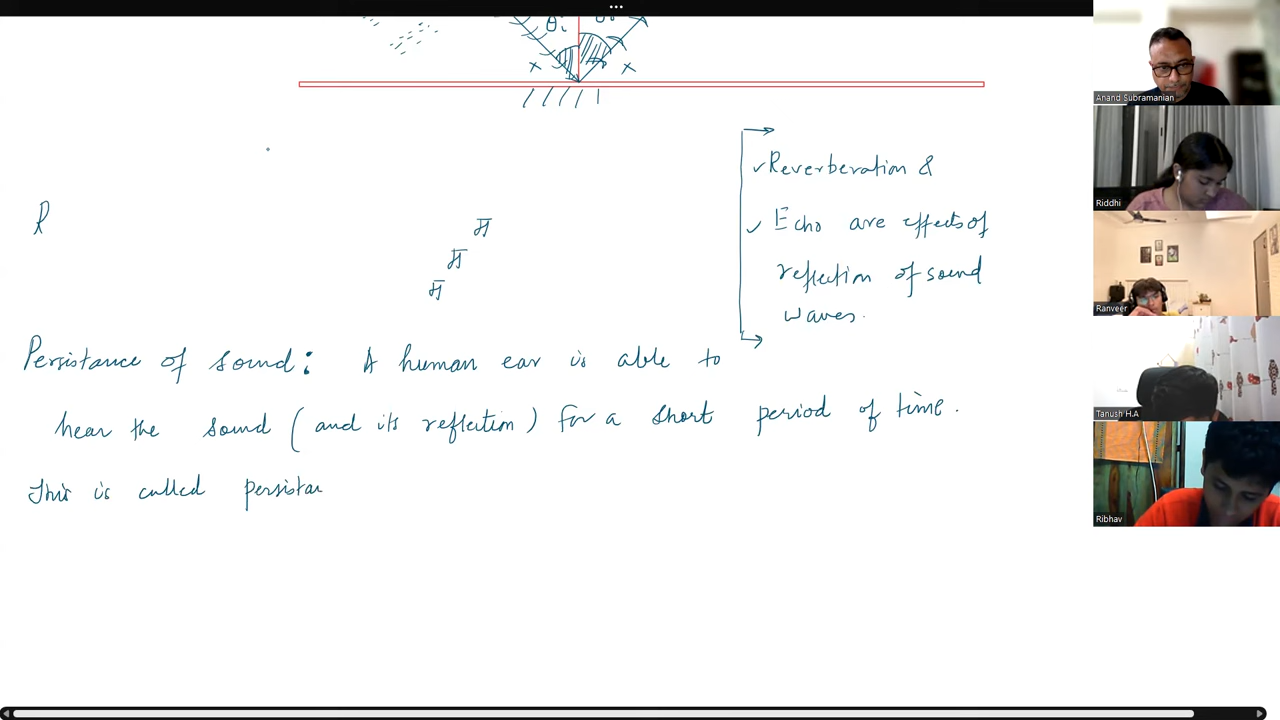 θi
Reverberation &
Echo are effects of
reflection of sound
waves.
R
Persistance of sound: A human ear is able to
hear the sound (and its reflection) for a short period of time.
This is called persistan
Anand Subramanian
Riddhi
Ranveer
Tanush H.A
Ribhav